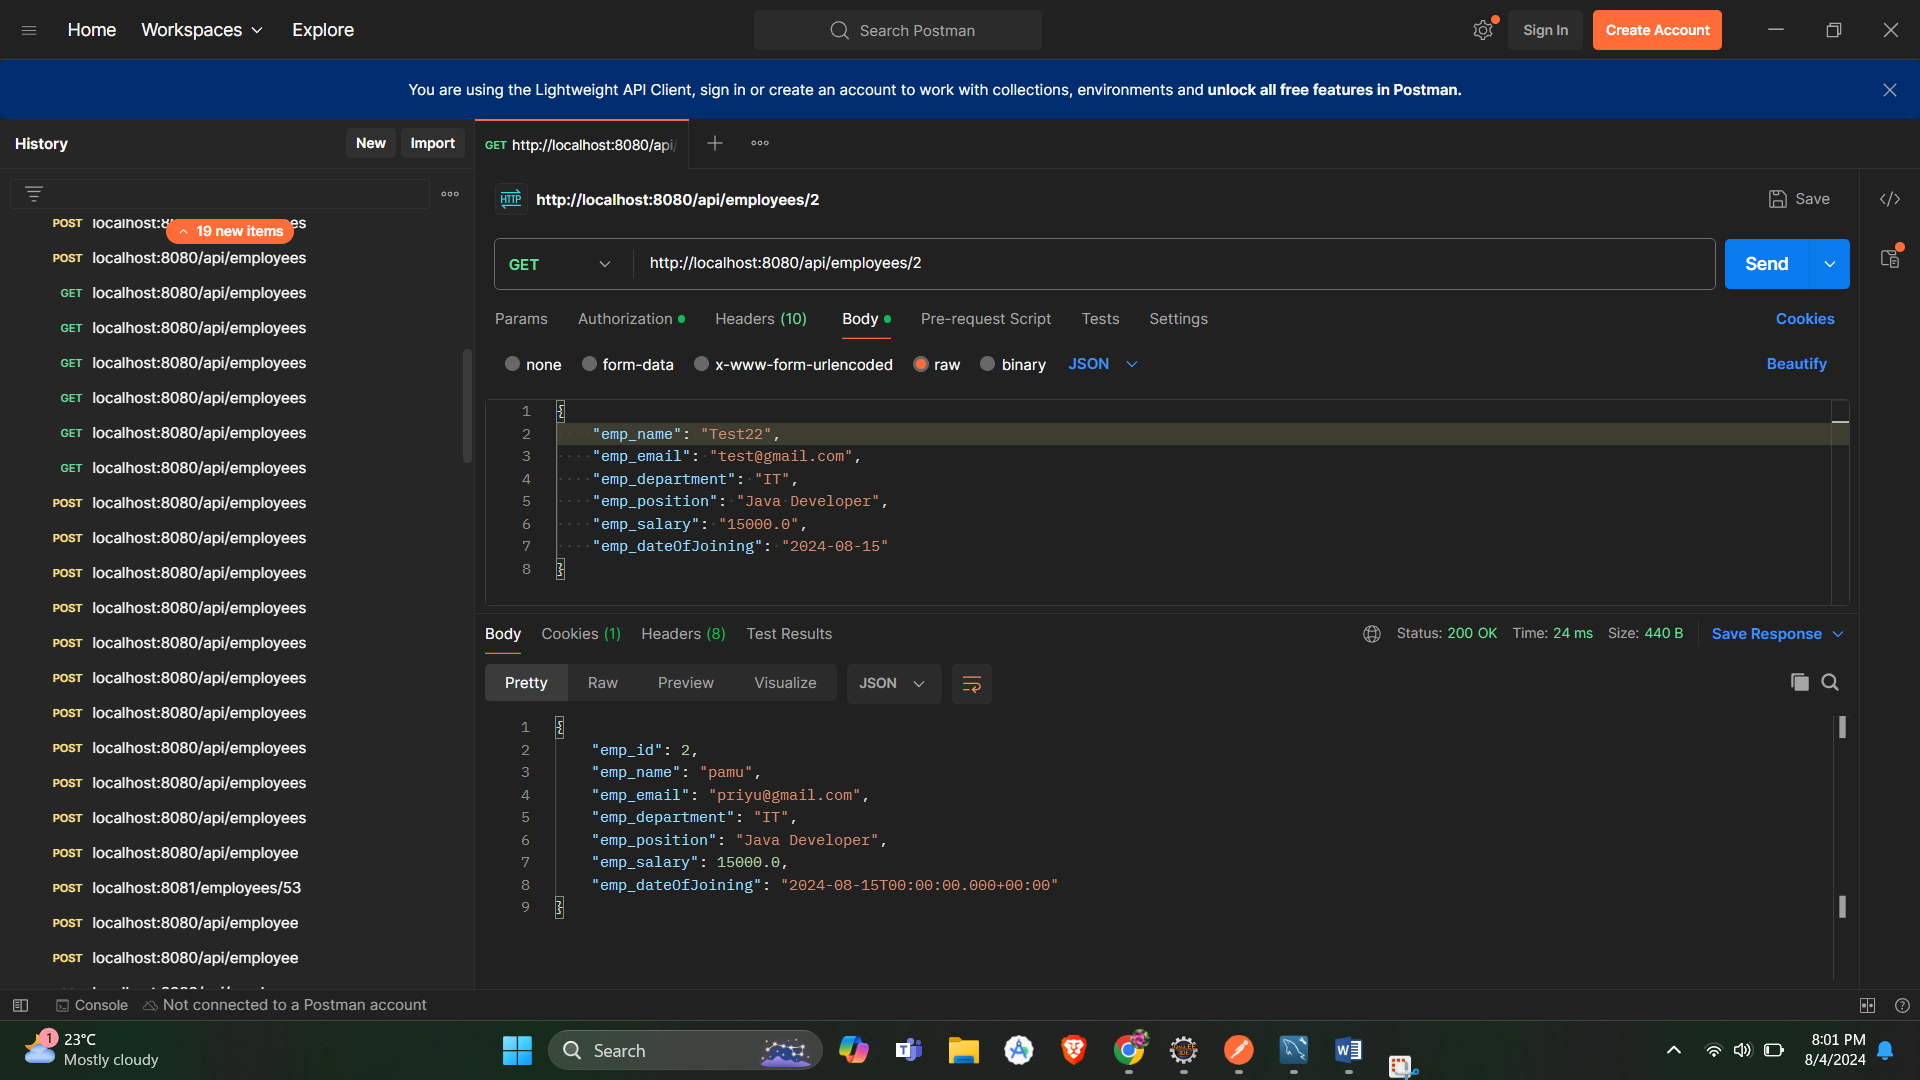 Home Workspaces Explore
Search Postman
Sign In Create Account
You are using the Lightweight API Client, sign in or create an account to work with collections, environments and unlock all free features in Postman.
History New Import
19 new items
POST localhost:8080/api/employees
GET localhost:8080/api/employees
GET localhost:8080/api/employees
GET localhost:8080/api/employees
GET localhost:8080/api/employees
GET localhost:8080/api/employees
GET localhost:8080/api/employees
POST localhost:8080/api/employees
POST localhost:8080/api/employees
POST localhost:8080/api/employees
POST localhost:8080/api/employees
POST localhost:8080/api/employees
POST localhost:8080/api/employees
POST localhost:8080/api/employees
POST localhost:8080/api/employees
POST localhost:8080/api/employees
POST localhost:8080/api/employees
POST localhost:8080/api/employee
POST localhost:8081/employees/53
POST localhost:8080/api/employee
POST localhost:8080/api/employee
GET http://localhost:8080/api/
HTTP http://localhost:8080/api/employees/2
Save
GET http://localhost:8080/api/employees/2
Send
Params Authorization Headers (10) Body Pre-request Script Tests Settings
Cookies
none form-data x-www-form-urlencoded raw binary JSON
Beautify
1 {
2 "emp_name": "Test22",
3 "emp_email": "test@gmail.com",
4 "emp_department": "IT",
5 "emp_position": "Java Developer",
6 "emp_salary": "15000.0",
7 "emp_dateOfJoining": "2024-08-15"
8 }
Body Cookies (1) Headers (8) Test Results
Status: 200 OK Time: 24 ms Size: 440 B Save Response
Pretty Raw Preview Visualize JSON
1 {
2 "emp_id": 2,
3 "emp_name": "pamu",
4 "emp_email": "priyu@gmail.com",
5 "emp_department": "IT",
6 "emp_position": "Java Developer",
7 "emp_salary": 15000.0,
8 "emp_dateOfJoining": "2024-08-15T00:00:00.000+00:00"
9 }
Console Not connected to a Postman account
1
23°C
Mostly cloudy
Search
8:01 PM
8/4/2024